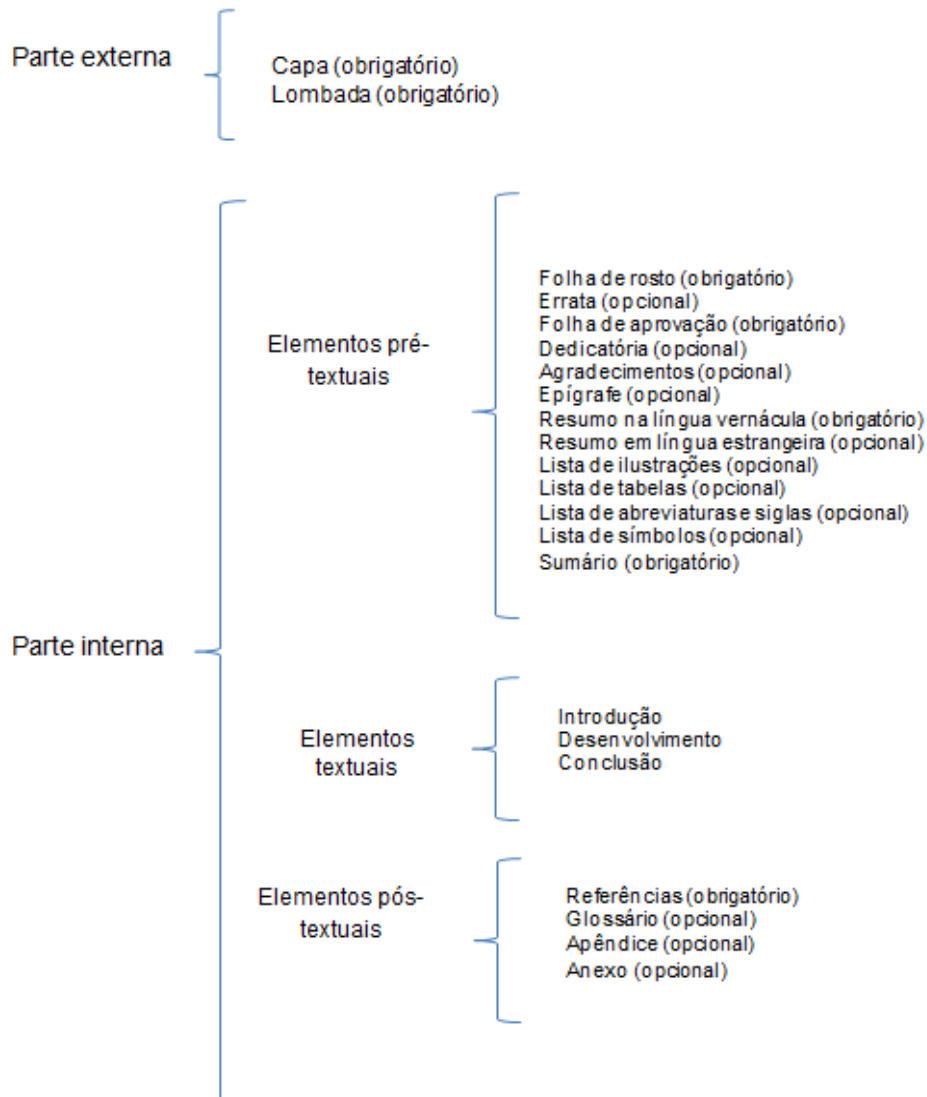 Parte externa
Capa (obrigatório)
Lombada (obrigatório)
Parte interna
Elementos pré-
textuais
Folha de rosto (obrigatório)
Errata (opcional)
Folha de aprovação (obrigatório)
Dedicatória (opcional)
Agradecimentos (opcional)
Epígrafe (opcional)
Resumo na língua vernácula (obrigatório)
Resumo em língua estrangeira (opcional)
Lista de ilustrações (opcional)
Lista de tabelas (opcional)
Lista de abreviaturas e siglas (opcional)
Lista de símbolos (opcional)
Sumário (obrigatório)
Elementos
textuais
Introdução
Desenvolvimento
Conclusão
Elementos pós-
textuais
Referências (obrigatório)
Glossário (opcional)
Apêndice (opcional)
Anexo (opcional)